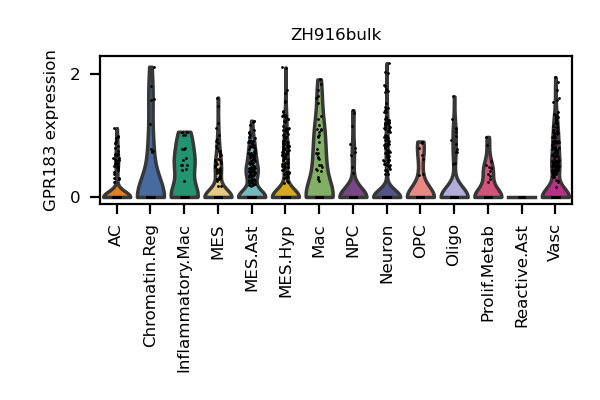 ZH916bulk
GPR183 expression
2
0
AC
Chromatin.Reg
Inflammatory.Mac
MES
MES.Ast
MES.Hyp
Mac
NPC
Neuron
OPC
Oligo
Prolif.Metab
Reactive.Ast
Vasc